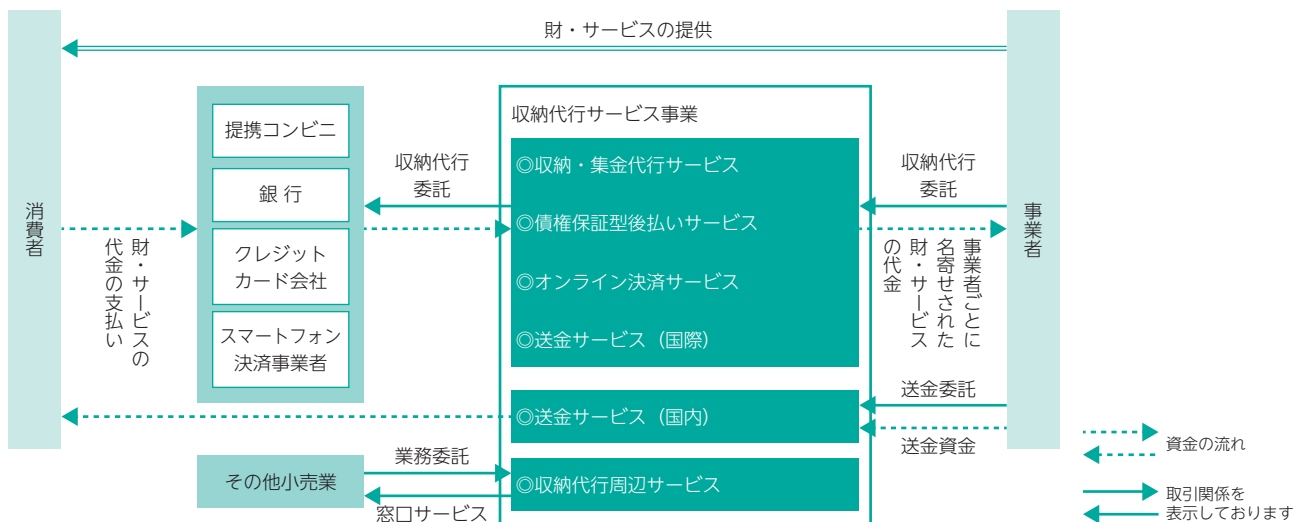 財・サービスの提供
消費者
事業者
提携コンビニ
銀 行
クレジット
カード会社
スマートフォン
決済事業者
財・サービスの
代金の支払い
収納代行
委託
収納代行サービス事業
◎収納・集金代行サービス
◎債権保証型後払いサービス
◎オンライン決済サービス
◎送金サービス（国際）
◎送金サービス（国内）
◎収納代行周辺サービス
収納代行
委託
事業者ごとに
名寄せされた
財・サービス
の代金
送金委託
送金資金
その他小売業
業務委託
窓口サービス
資金の流れ
取引関係を
表示しております